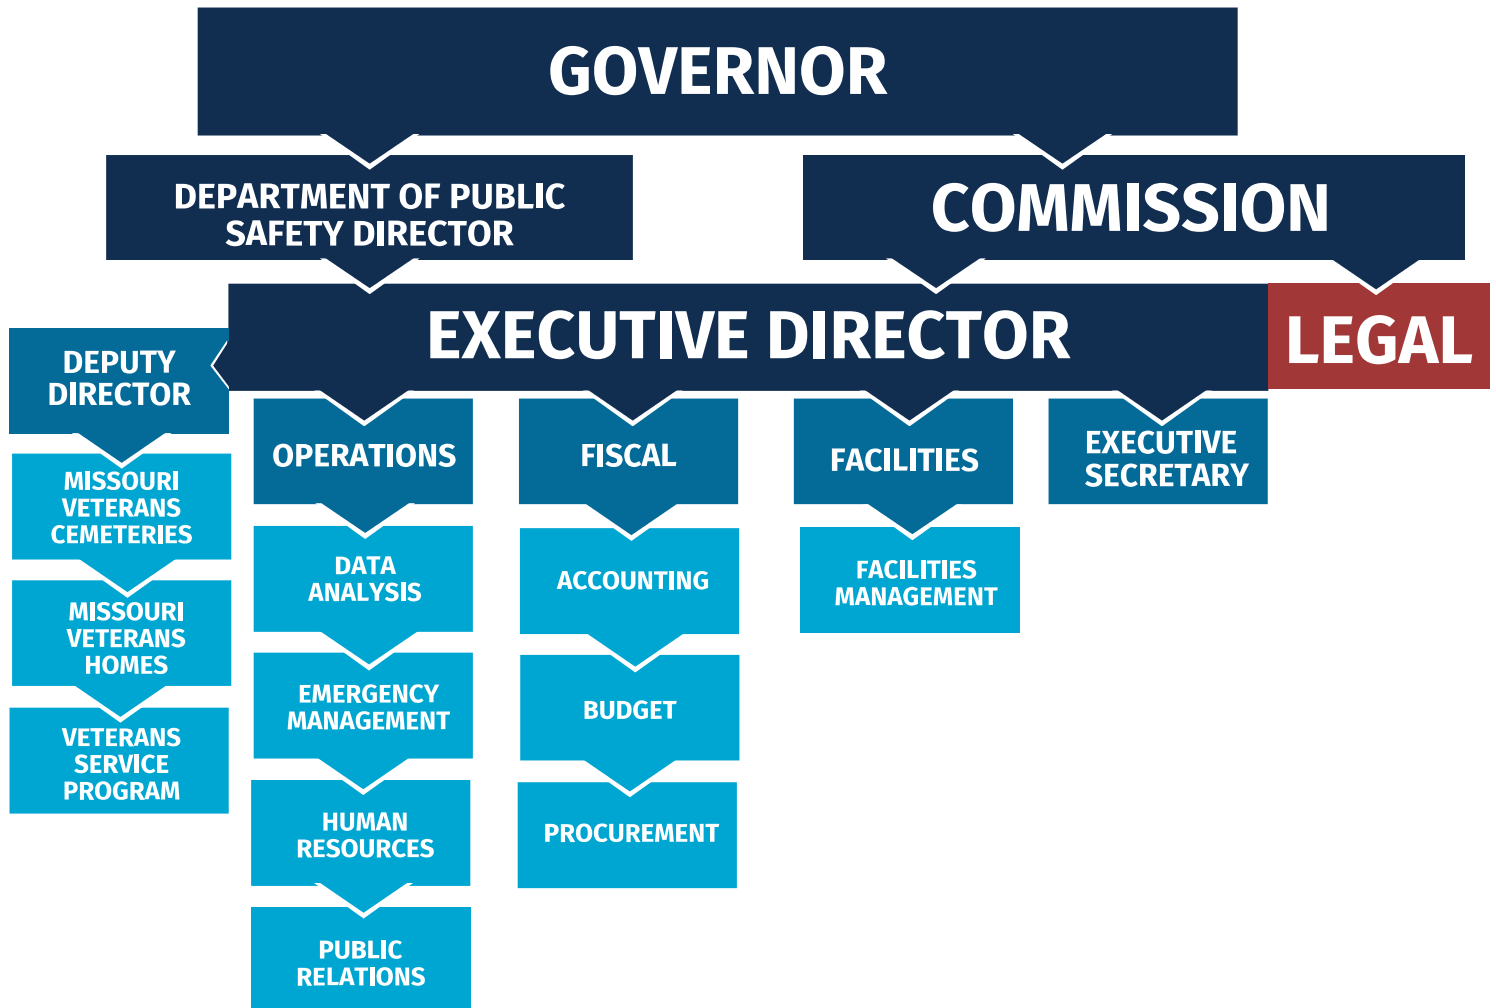 GOVERNOR
DEPARTMENT OF PUBLIC
SAFETY DIRECTOR
COMMISSION
EXECUTIVE DIRECTOR
LEGAL
DEPUTY
DIRECTOR
MISSOURI
VETERANS
CEMETERIES
MISSOURI
VETERANS
HOMES
VETERANS
SERVICE
PROGRAM
OPERATIONS
DATA
ANALYSIS
EMERGENCY
MANAGEMENT
HUMAN
RESOURCES
PUBLIC
RELATIONS
FISCAL
ACCOUNTING
BUDGET
PROCUREMENT
FACILITIES
FACILITIES
MANAGEMENT
EXECUTIVE
SECRETARY